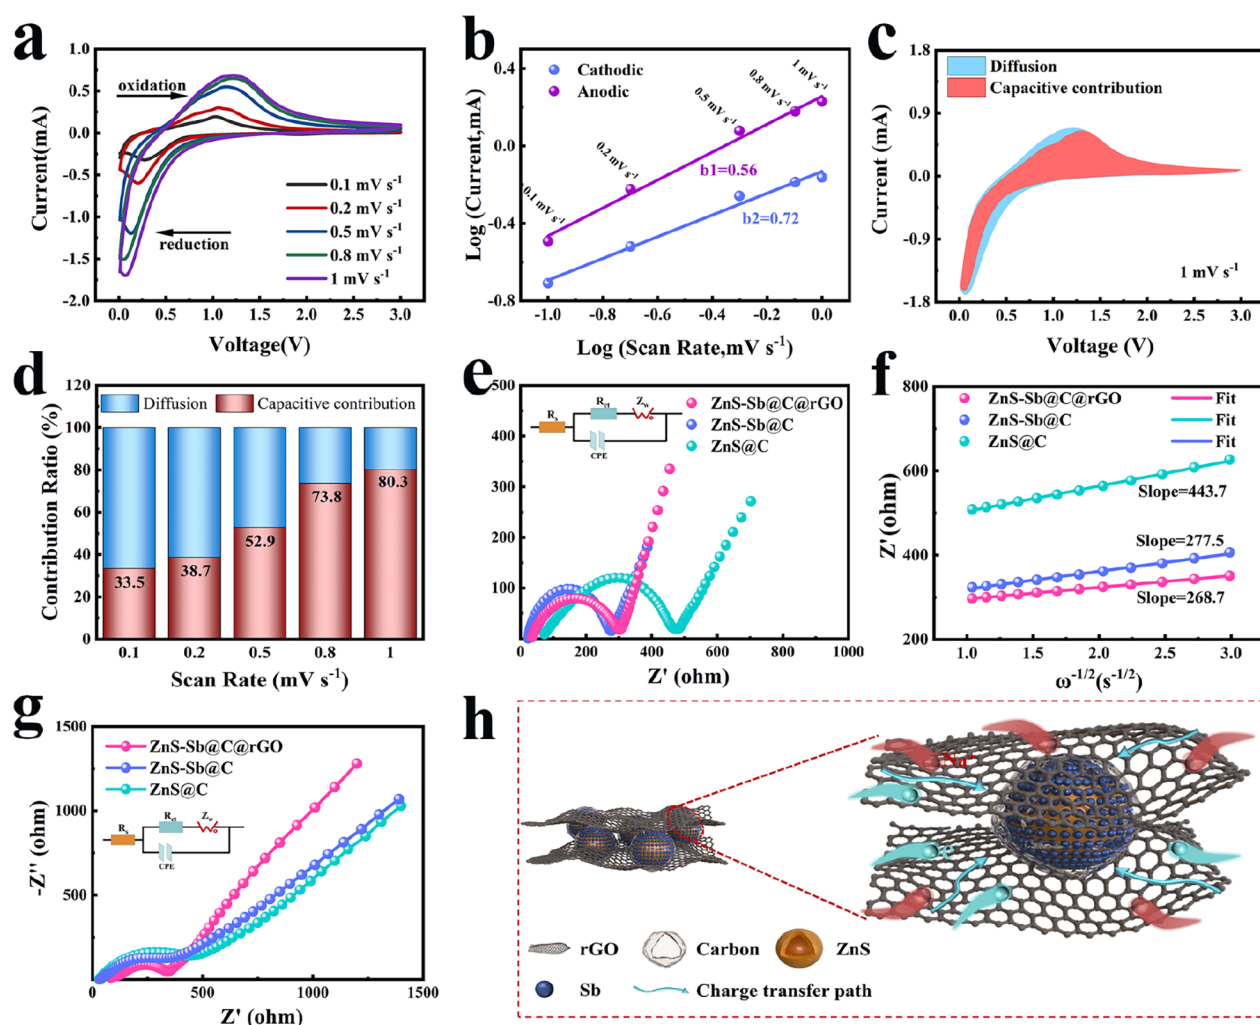 a
1.0
0.5
0.0
-0.5
-1.0
-1.5
-2.0
Current(mA)
oxidation
reduction
0.1 mV s-1
0.2 mV s-1
0.5 mV s-1
0.8 mV s-1
1 mV s-1
0.0 0.5 1.0 1.5 2.0 2.5 3.0
Voltage(V)
b
0.4
0.0
-0.4
-0.8
Log (Current,mA)
Cathodic
Anodic
0.1 mV s-1
0.2 mV s-1
0.5 mV s-1
0.8 mV s-1
1 mV s-1
b1=0.56
b2=0.72
-1.0 -0.8 -0.6 -0.4 -0.2 0.0
Log (Scan Rate,mV s-1)
c
1.8
0.9
0.0
-0.9
-1.8
Current (mA)
Diffusion
Capacitive contribution
1 mV s-1
0.0 0.5 1.0 1.5 2.0 2.5 3.0
Voltage (V)
d
120
100
80
60
40
20
0
Contribution Ratio (%)
Diffusion Capacitive contribution
33.5
38.7
52.9
73.8
80.3
0.1 0.2 0.5 0.8 1
Scan Rate (mV s-1)
e
500
400
300
200
100
0
Rs
Rct
Zw
CPE
ZnS-Sb@C@rGO
ZnS-Sb@C
ZnS@C
0 200 400 600 800 1000
Z' (ohm)
f
800
600
400
200
Z' (ohm)
ZnS-Sb@C@rGO Fit
ZnS-Sb@C Fit
ZnS@C Fit
Slope=443.7
Slope=277.5
Slope=268.7
1.0 1.5 2.0 2.5 3.0
ω-1/2(s-1/2)
g
1500
1000
500
0
-Z'' (ohm)
ZnS-Sb@C@rGO
ZnS-Sb@C
ZnS@C
Rs
Rct
Zw
CPE
0 500 1000 1500
Z' (ohm)
h
Na+
e-
rGO Carbon ZnS
Sb Charge transfer path